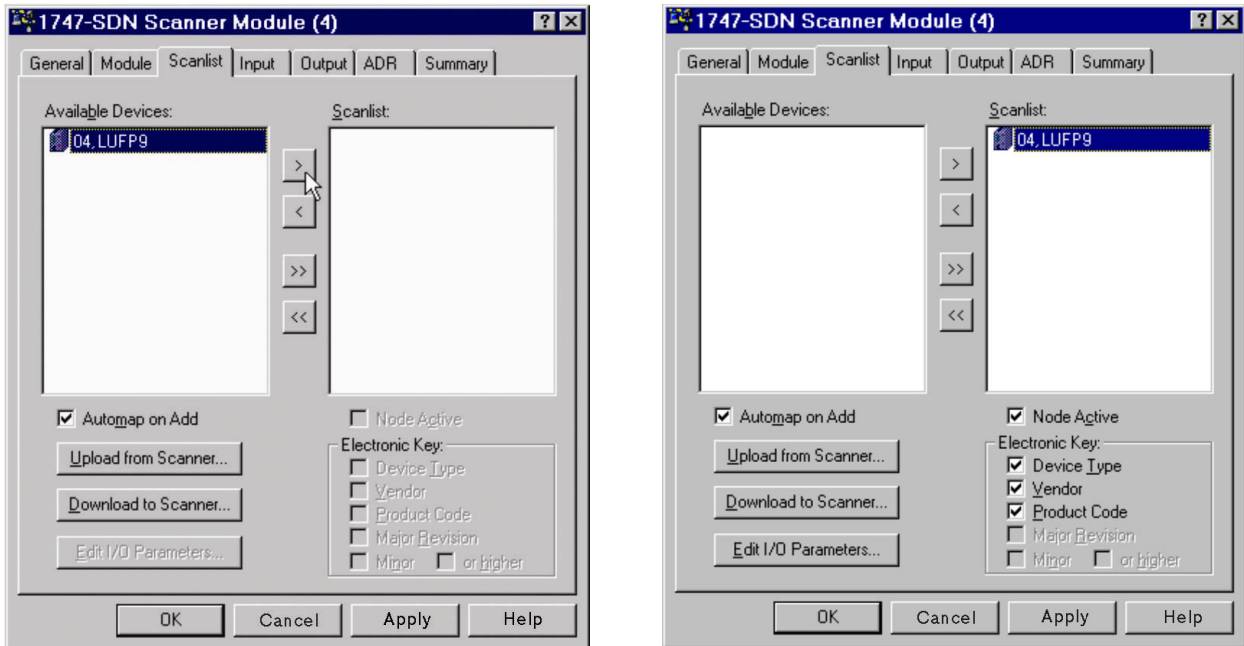 1747-SDN Scanner Module (4)
General Module Scanlist Input Output ADR Summary
Available Devices: Scanlist:
04, LUFP9
>
<
>>
<<
Automap on Add
Node Active
Upload from Scanner...
Download to Scanner...
Edit I/O Parameters...
Electronic Key:
Device Type
Vendor
Product Code
Major Revision
Minor or higher
OK Cancel Apply Help
1747-SDN Scanner Module (4)
General Module Scanlist Input Output ADR Summary
Available Devices: Scanlist:
04, LUFP9
>
<
>>
<<
Automap on Add
Node Active
Upload from Scanner...
Download to Scanner...
Edit I/O Parameters...
Electronic Key:
Device Type
Vendor
Product Code
Major Revision
Minor or higher
OK Cancel Apply Help